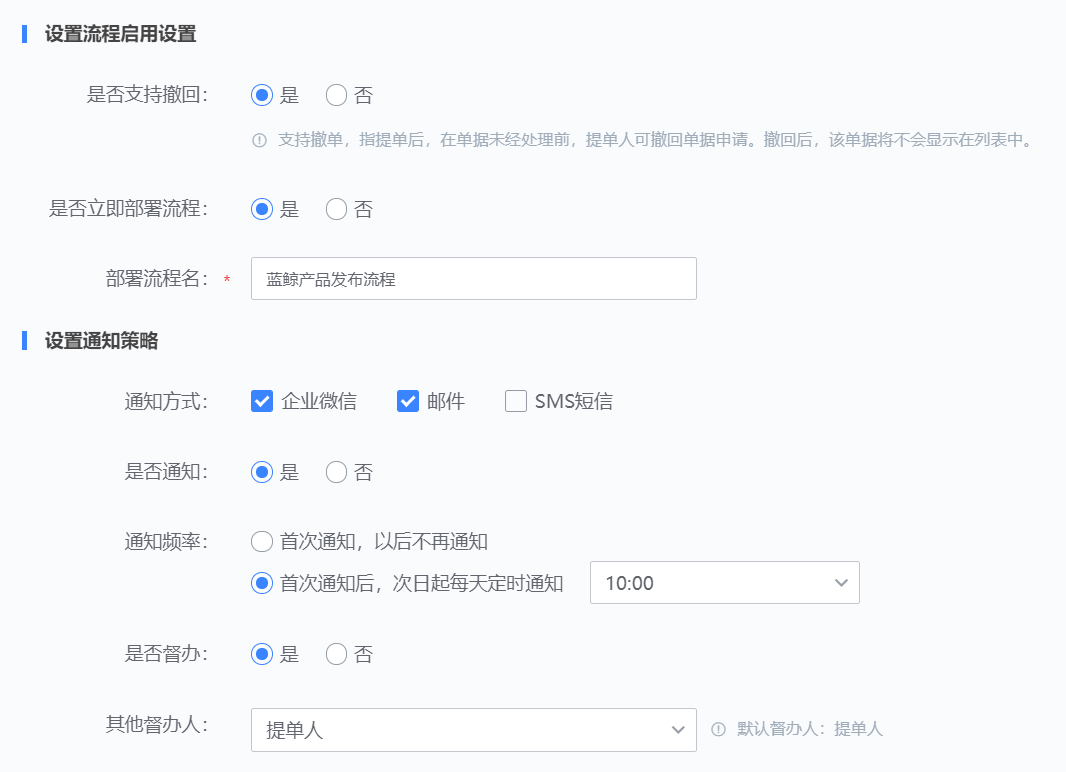 设置流程启用设置
是否支持撤回： 是 否
支持撤单，指提单后，在单据未经处理前，提单人可撤回单据申请。撤回后，该单据将不会显示在列表中。
是否立即部署流程： 是 否
部署流程名： * 蓝鲸产品发布流程
设置通知策略
通知方式： 企业微信 邮件 SMS短信
是否通知： 是 否
通知频率： 首次通知，以后不再通知
首次通知后，次日起每天定时通知 10:00
是否督办： 是 否
其他督办人： 提单人 默认督办人：提单人